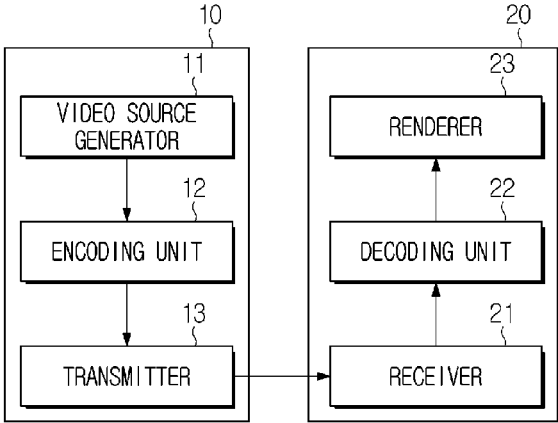 10
11
VIDEO SOURCE
GENERATOR
12
ENCODING UNIT
13
TRANSMITTER
20
23
RENDERER
22
DECODING UNIT
21
RECEIVER